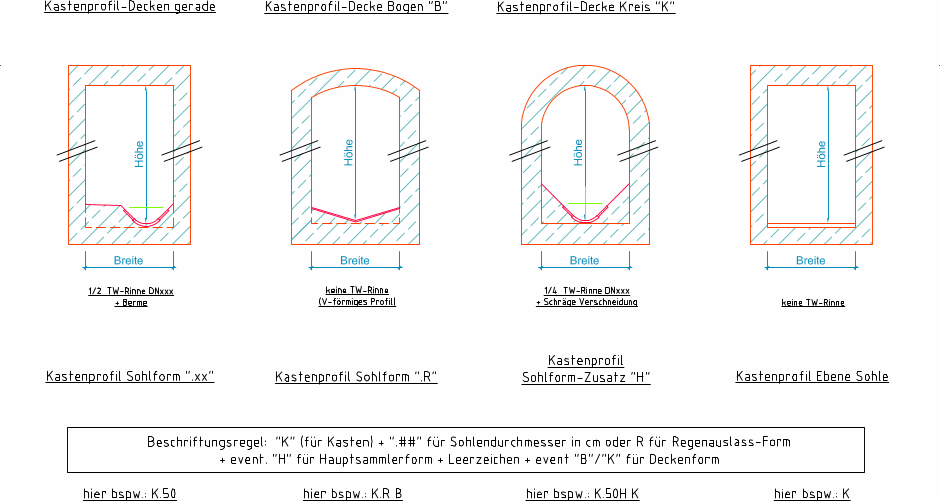 Kastenprofil-Decken gerade
Kastenprofil-Decke Bogen "B"
Kastenprofil-Decke Kreis "K"
Höhe
Höhe
Höhe
Höhe
Breite
Breite
Breite
Breite
1/2 TW-Rinne DNxxx
+ Berme
keine TW-Rinne
(V-förmiges Profil)
1/4 TW-Rinne DNxxx
+ Schräge Verschneidung
keine TW-Rinne
Kastenprofil Sohlform ".xx"
Kastenprofil Sohlform ".R"
Kastenprofil
Sohlform-Zusatz "H"
Kastenprofil Ebene Sohle
Beschriftungsregel: "K" (für Kasten) + ".##" für Sohlendurchmesser in cm oder R für Regenauslass-Form
+ event. "H" für Hauptsammlerform + Leerzeichen + event "B"/"K" für Deckenform
hier bspw.: K.50
hier bspw.: K.R B
hier bspw.: K.50H K
hier bspw.: K